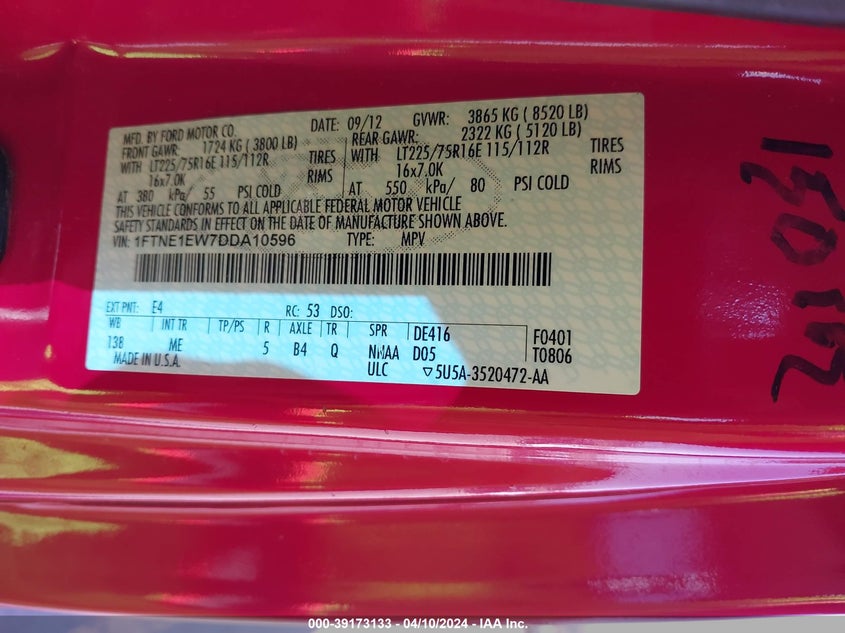 MFD. BY FORD MOTOR CO. DATE: 09/12 GVWR: 3865 KG ( 8520 LB)
FRONT GAWR: 1724 KG ( 3800 LB) REAR GAWR: 2322 KG ( 5120 LB)
WITH LT225/75R16E 115/112R TIRES WITH LT225/75R16E 115/112R TIRES
16x7.0K RIMS 16x7.0K RIMS
AT 380 kPa/ 55 PSI COLD AT 550 kPa/ 80 PSI COLD
THIS VEHICLE CONFORMS TO ALL APPLICABLE FEDERAL MOTOR VEHICLE
SAFETY STANDARDS IN EFFECT ON THE DATE OF MANUFACTURE SHOWN ABOVE.
VIN: 1FTNE1EW7DDA10596 TYPE: MPV
EXT PNT: E4 RC: 53 DSO:
WB INT TR TP/PS R AXLE TR SPR DE416 F0401
138 ME 5 B4 Q NHAA D05 T0806
MADE IN U.S.A. ULC ▽5U5A-3520472-AA
000-39173133 - 04/10/2024 - IAA Inc.